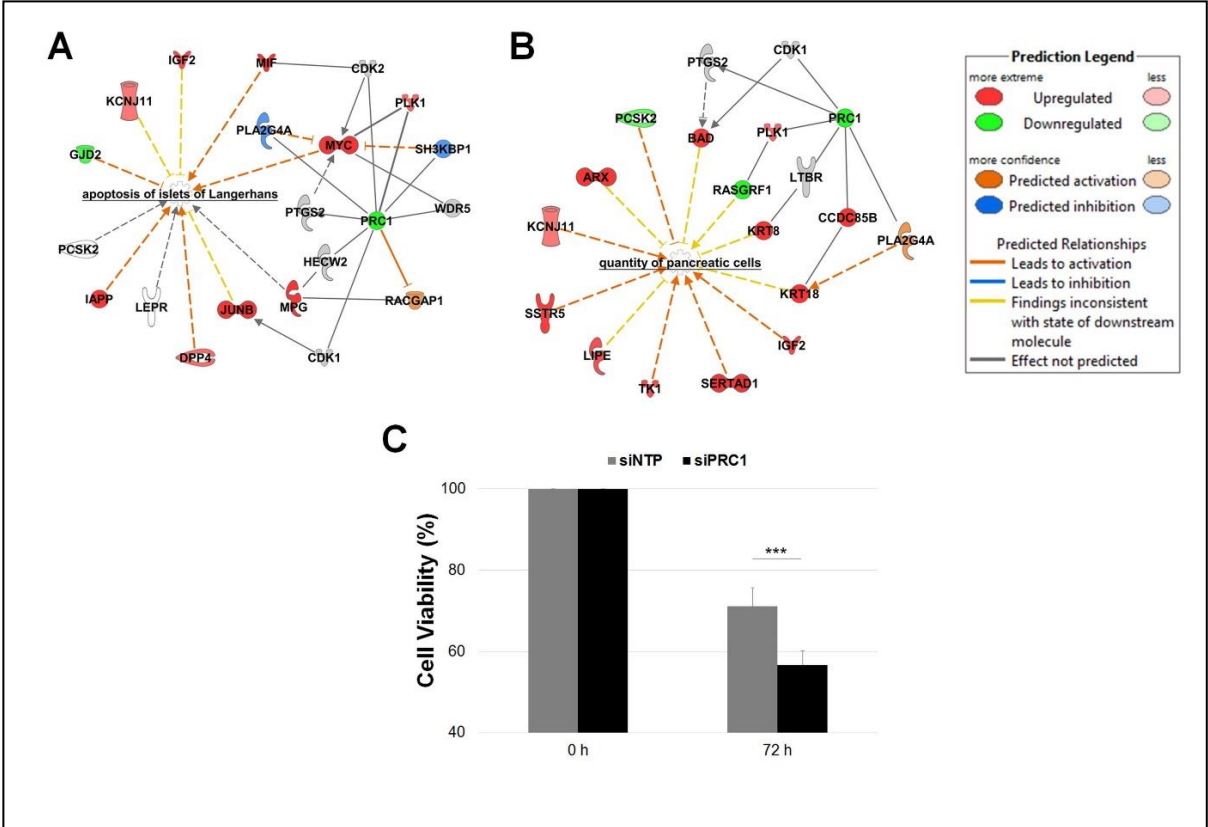 A
IGF2
MIF
CDK2
KCNJ11
PLK1
PLA2G4A
MYC
SH3KBP1
GJD2
apoptosis of islets of Langerhans
PTGS2
PRC1
WDR5
PCSK2
HECW2
IAPP
LEPR
JUNB
MPG
RACGAP1
DPP4
CDK1
B
PTGS2
CDK1
PCSK2
BAD
PLK1
PRC1
ARX
RASGRF1
LTBR
KCNJ11
KRT8
CCDC85B
PLA2G4A
quantity of pancreatic cells
SSTR5
KRT18
LIPE
IGF2
TK1
SERTAD1
Prediction Legend
more extreme less
Upregulated
Downregulated
more confidence less
Predicted activation
Predicted inhibition
Predicted Relationships
Leads to activation
Leads to inhibition
Findings inconsistent
with state of downstream
molecule
Effect not predicted
C
siNTP siPRC1
Cell Viability (%)
100
80
60
40
***
0 h 72 h